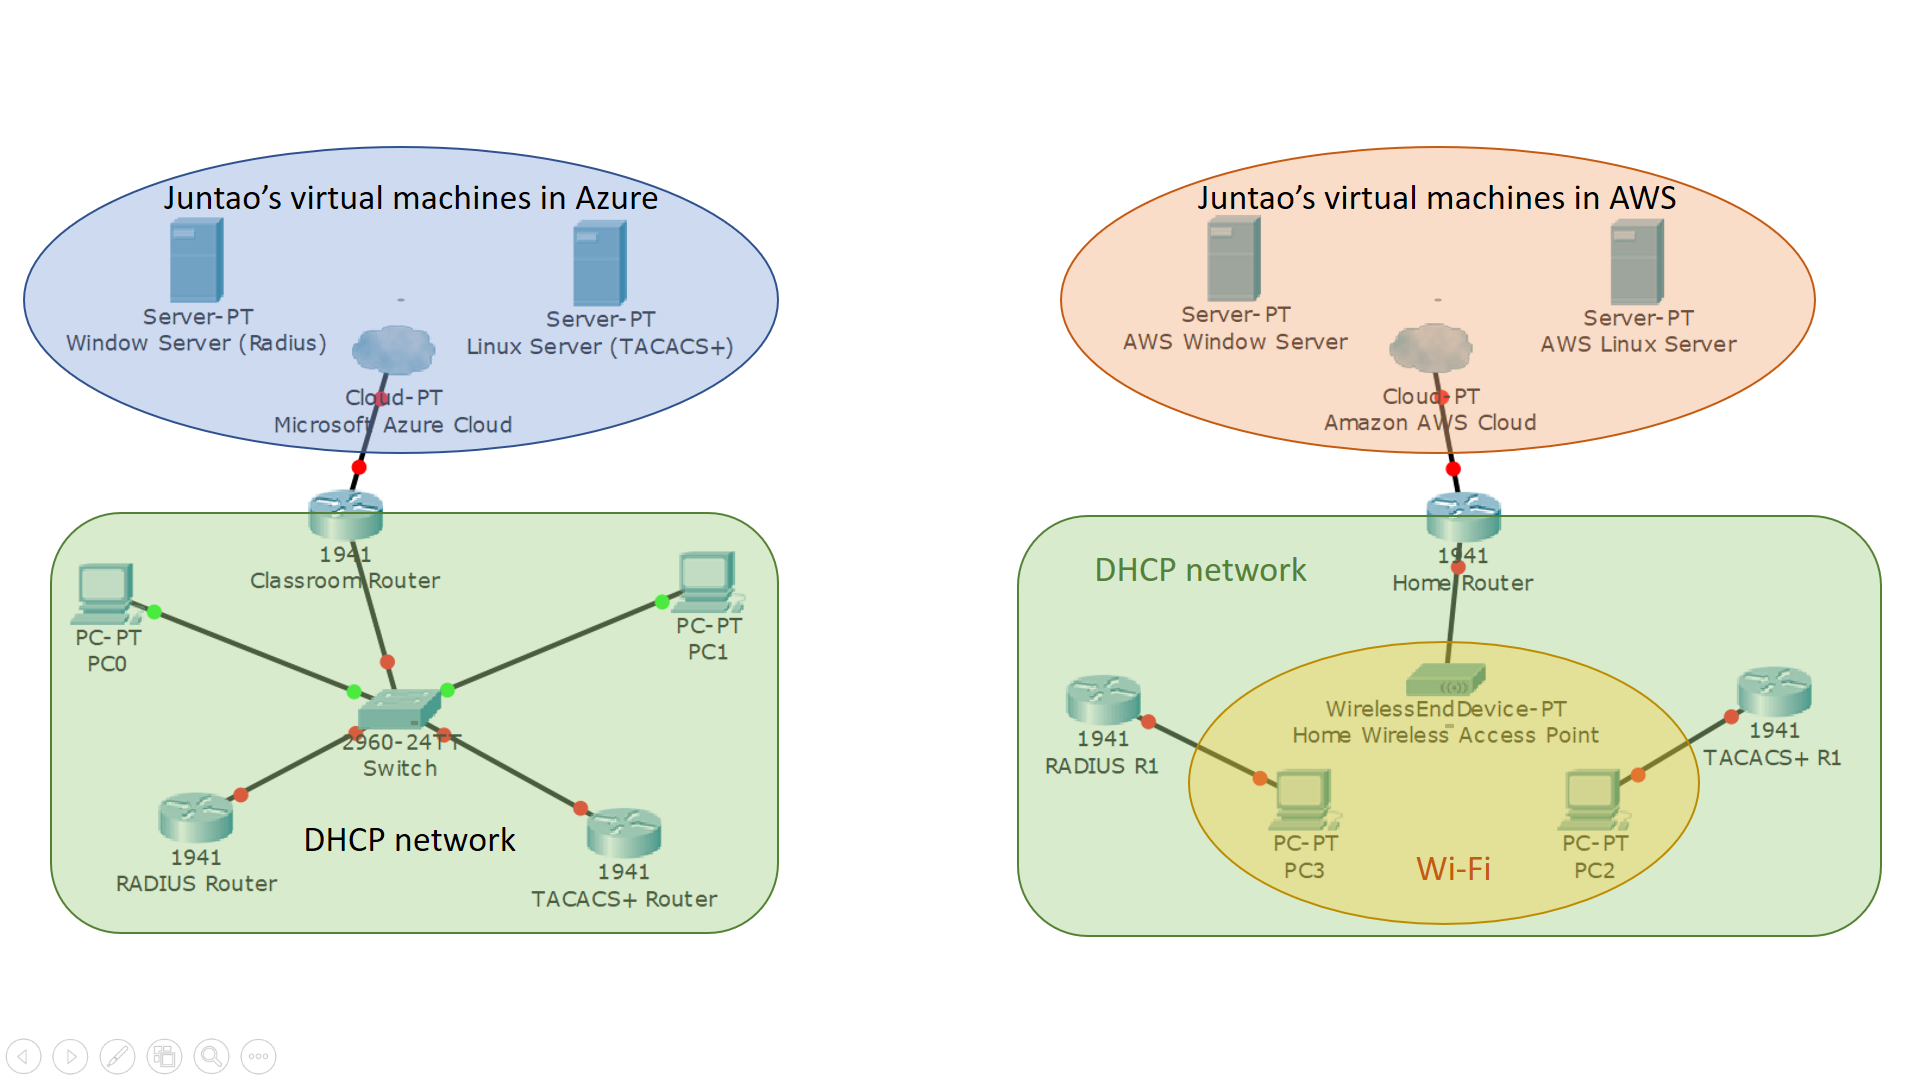 Juntao’s virtual machines in Azure
Server-PT
Window Server (Radius)
Server-PT
Linux Server (TACACS+)
Cloud-PT
Microsoft Azure Cloud
1941
Classroom Router
PC-PT
PC0
PC-PT
PC1
2960-24TT
Switch
1941
RADIUS Router
DHCP network
1941
TACACS+ Router
Juntao’s virtual machines in AWS
Server-PT
AWS Window Server
Server-PT
AWS Linux Server
Cloud-PT
Amazon AWS Cloud
1941
Home Router
DHCP network
WirelessEndDevice-PT
Home Wireless Access Point
1941
RADIUS R1
1941
TACACS+ R1
PC-PT
PC3
Wi-Fi
PC-PT
PC2